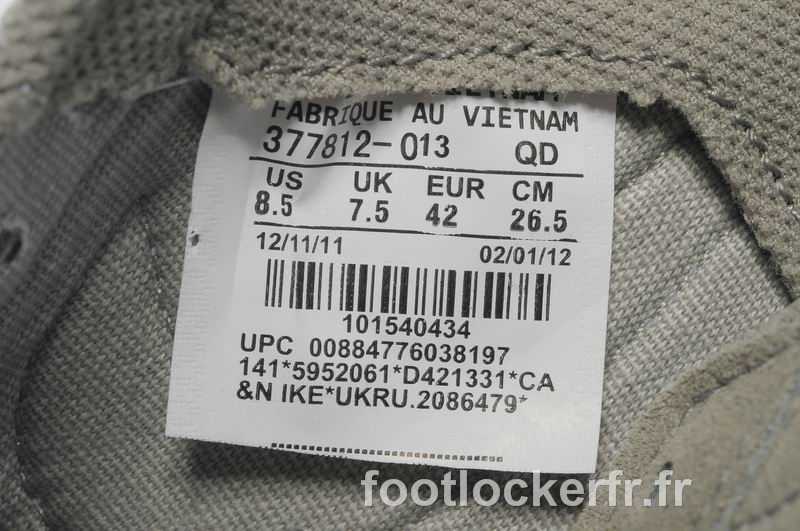 VIETNAM
FABRIQUE AU VIETNAM
377812-013 QD
US UK EUR CM
8.5 7.5 42 26.5
12/11/11 02/01/12
101540434
UPC 00884776038197
141*5952061*D421331*CA
&N IKE*UKRU.2086479*
footlockerfr.fr